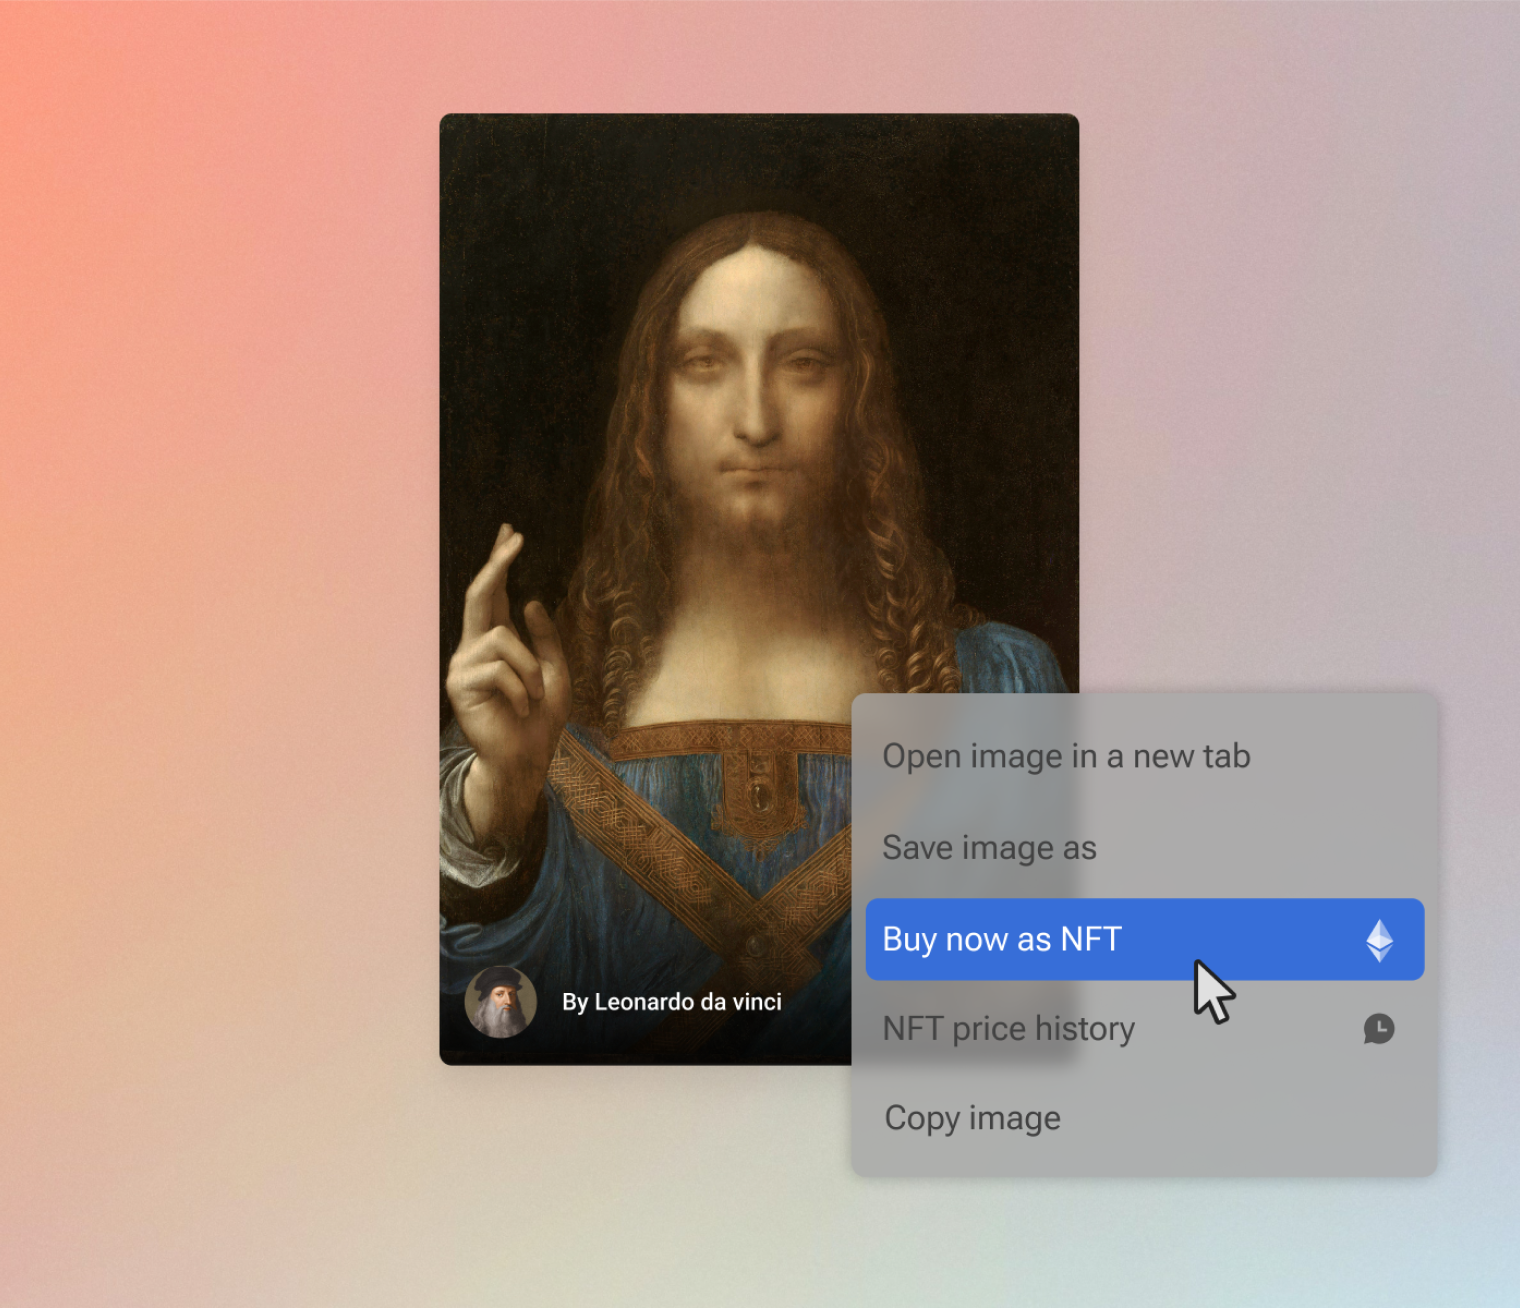 Open image in a new tab
Save image as
Buy now as NFT
By Leonardo da vinci
NFT price history
Copy image